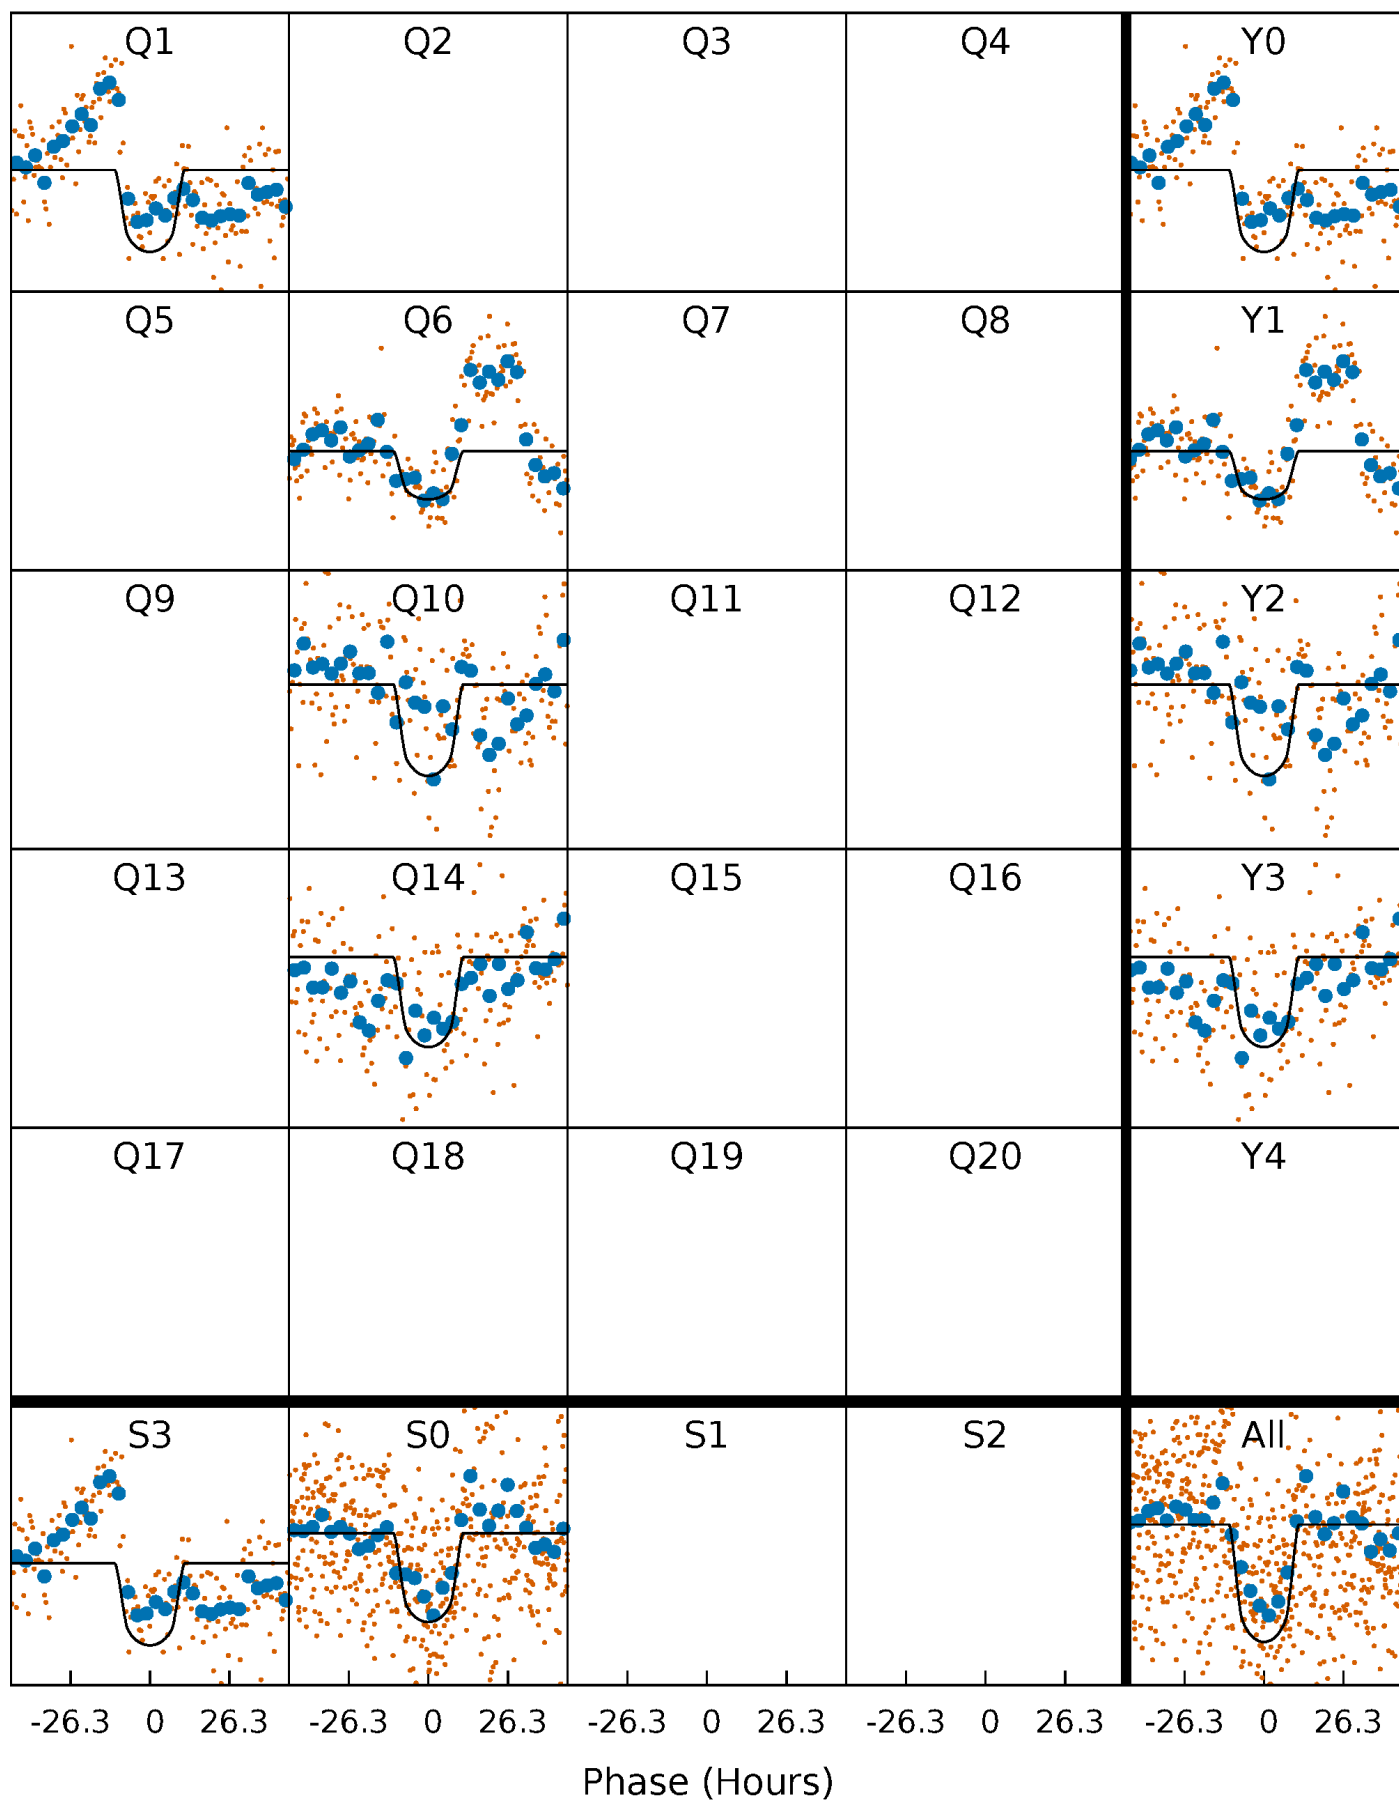 Q1 Q2 Q3 Q4 Y0
Q5 Q6 Q7 Q8 Y1
Q9 Q10 Q11 Q12 Y2
Q13 Q14 Q15 Q16 Y3
Q17 Q18 Q19 Q20 Y4
S3 S0 S1 S2 All
-26.3 0 26.3 -26.3 0 26.3 -26.3 0 26.3 -26.3 0 26.3 -26.3 0 26.3
Phase (Hours)